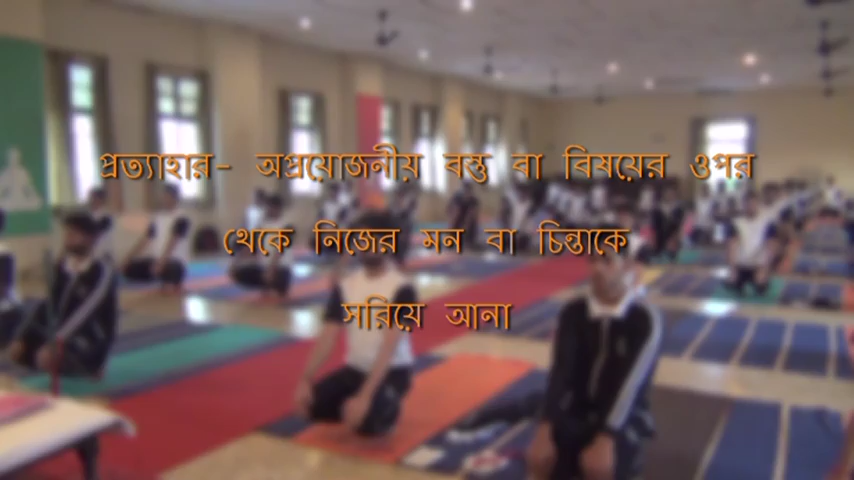 প্রত্যাহার- অপ্রয়োজনীয় বস্তু বা বিষয়ের ওপর
থেকে নিজের মন বা চিন্তাকে
সরিয়ে আনা